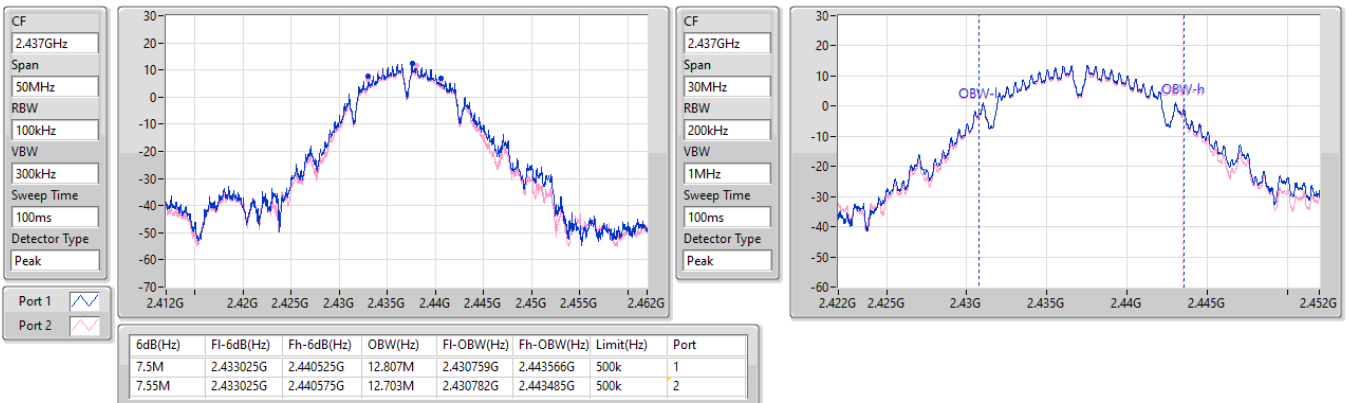 CF
2.437GHz
Span
50MHz
RBW
100kHz
VBW
300kHz
Sweep Time
100ms
Detector Type
Peak
Port 1
Port 2
30
20
10
0
-10
-20
-30
-40
-50
-60
-70
2.412G 2.42G 2.425G 2.43G 2.435G 2.44G 2.445G 2.45G 2.455G 2.462G
CF
2.437GHz
Span
30MHz
RBW
200kHz
VBW
1MHz
Sweep Time
100ms
Detector Type
Peak
30
20
10
0
-10
-20
-30
-40
-50
-60
OBW-l OBW-h
2.422G 2.425G 2.43G 2.435G 2.44G 2.445G 2.452G
6dB(Hz) Fl-6dB(Hz) Fh-6dB(Hz) OBW(Hz) Fl-OBW(Hz) Fh-OBW(Hz) Limit(Hz) Port
7.5M 2.433025G 2.440525G 12.807M 2.430759G 2.443566G 500k 1
7.55M 2.433025G 2.440575G 12.703M 2.430782G 2.443485G 500k 2